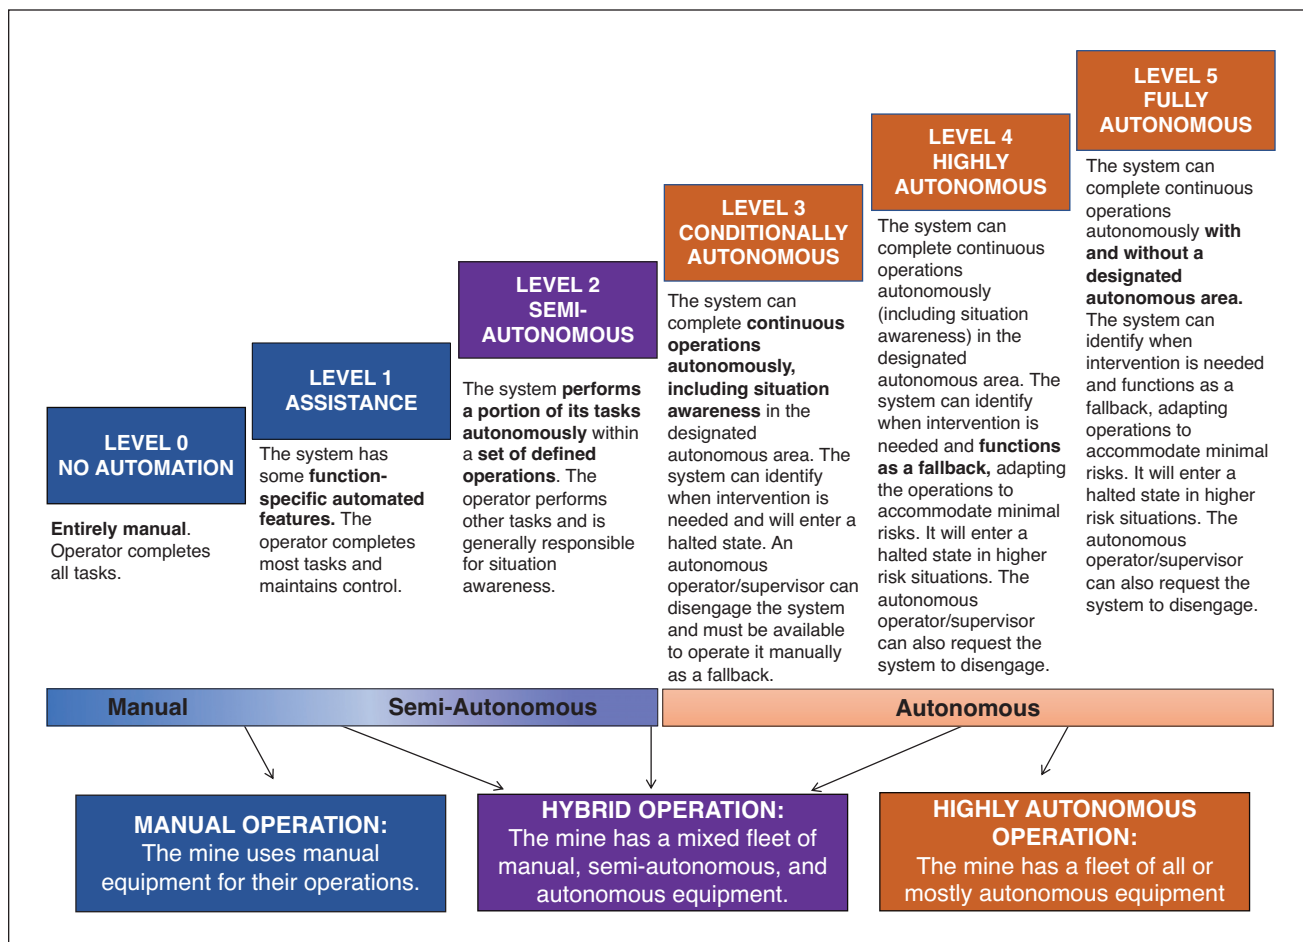 LEVEL 0
NO AUTOMATION
Entirely manual.
Operator completes
all tasks.
LEVEL 1
ASSISTANCE
The system has
some function-
specific automated
features. The
operator completes
most tasks and
maintains control.
LEVEL 2
SEMI-
AUTONOMOUS
The system performs
a portion of its tasks
autonomously within
a set of defined
operations. The
operator performs
other tasks and is
generally responsible
for situation
awareness.
LEVEL 3
CONDITIONALLY
AUTONOMOUS
The system can
complete continuous
operations
autonomously,
including situation
awareness in the
designated
autonomous area. The
system can identify
when intervention is
needed and will enter a
halted state. An
autonomous
operator/supervisor can
disengage the system
and must be available
to operate it manually
as a fallback.
LEVEL 4
HIGHLY
AUTONOMOUS
The system can
complete continuous
operations
autonomously
(including situation
awareness) in the
designated
autonomous area. The
system can identify
when intervention is
needed and functions
as a fallback, adapting
the operations to
accommodate minimal
risks. It will enter a
halted state in higher
risk situations. The
autonomous
operator/supervisor
can also request the
system to disengage.
LEVEL 5
FULLY
AUTONOMOUS
The system can
complete continuous
operations
autonomously with
and without a
designated
autonomous area.
The system can
identify when
intervention is needed
and functions as a
fallback, adapting
operations to
accommodate minimal
risks. It will enter a
halted state in higher
risk situations. The
autonomous
operator/supervisor
can also request the
system to disengage.
Manual
Semi-Autonomous
Autonomous
MANUAL OPERATION:
The mine uses manual
equipment for their operations.
HYBRID OPERATION:
The mine has a mixed fleet of
manual, semi-autonomous, and
autonomous equipment.
HIGHLY AUTONOMOUS
OPERATION:
The mine has a fleet of all or
mostly autonomous equipment